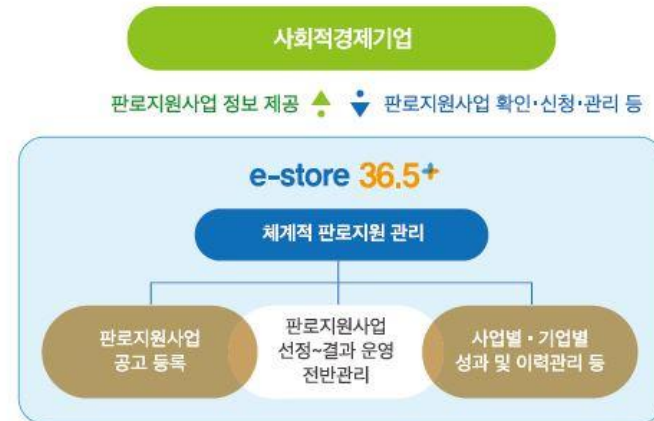 사회적경제기업
판로지원사업 정보 제공 판로지원사업 확인·신청·관리 등
e-store 36.5+
체계적 판로지원 관리
판로지원사업
공고 등록
판로지원사업
선정~결과 운영
전반관리
사업별·기업별
성과 및 이력관리 등